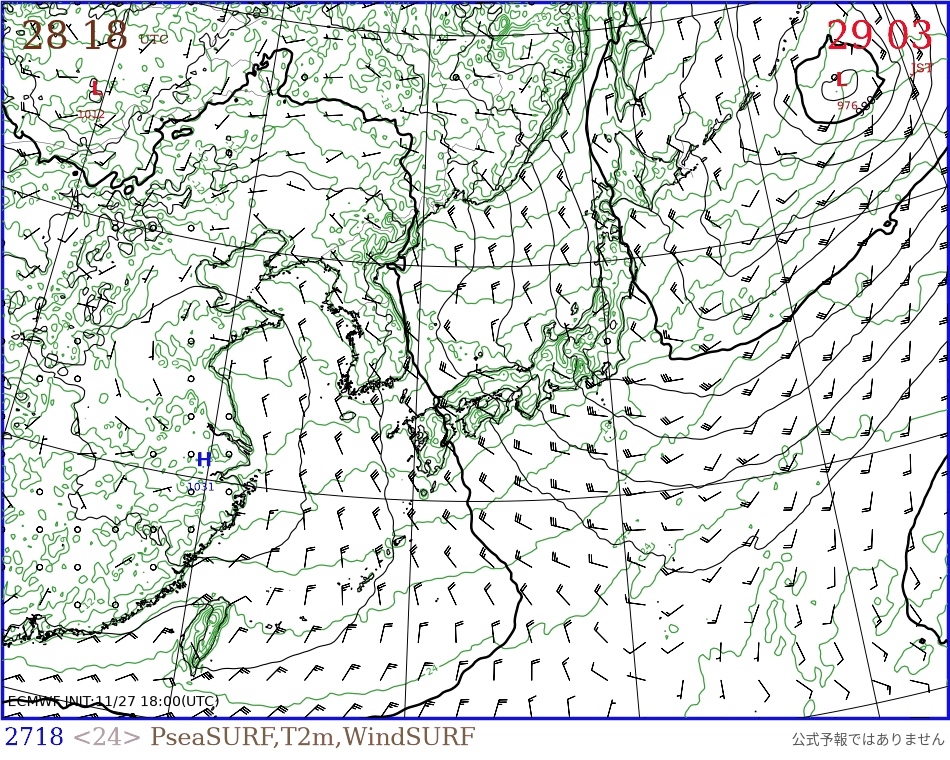 28 18 UTC
29 03
JST
L
1012
L
976
H
1031
ECMWF INIT:11/27 18:00(UTC)
2718 <24> PseaSURF,T2m,WindSURF
公式予報ではありません